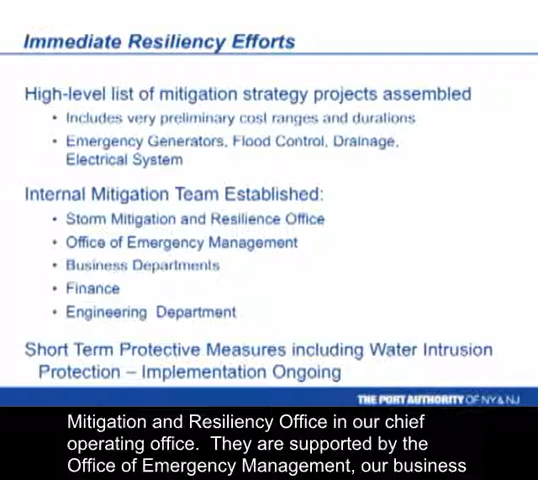 Immediate Resiliency Efforts
High-level list of mitigation strategy projects assembled
• Includes very preliminary cost ranges and durations
• Emergency Generators, Flood Control, Drainage,
Electrical System
Internal Mitigation Team Established:
• Storm Mitigation and Resilience Office
• Office of Emergency Management
• Business Departments
• Finance
• Engineering Department
Short Term Protective Measures including Water Intrusion
Protection – Implementation Ongoing
THE PORT AUTHORITY OF NY & NJ
Mitigation and Resiliency Office in our chief
operating office. They are supported by the
Office of Emergency Management, our business